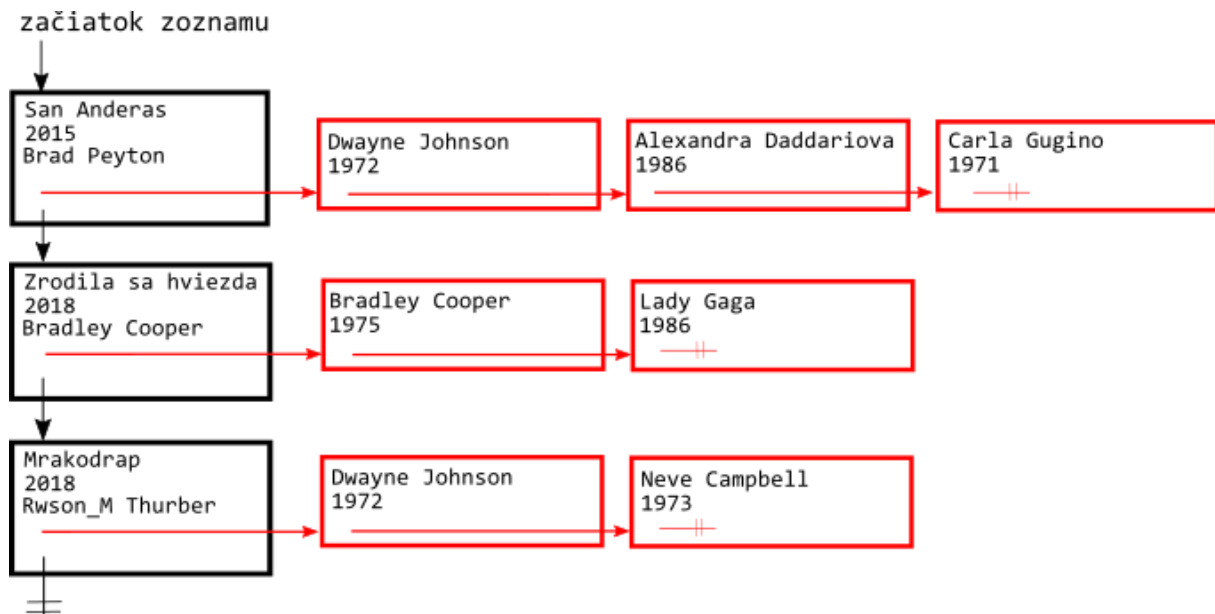 začiatok zoznamu
San Anderas
2015
Brad Peyton
Dwayne Johnson
1972
Alexandra Daddariova
1986
Carla Gugino
1971
Zrodila sa hviezda
2018
Bradley Cooper
Bradley Cooper
1975
Lady Gaga
1986
Mrakodrap
2018
Rwson_M Thurber
Dwayne Johnson
1972
Neve Campbell
1973